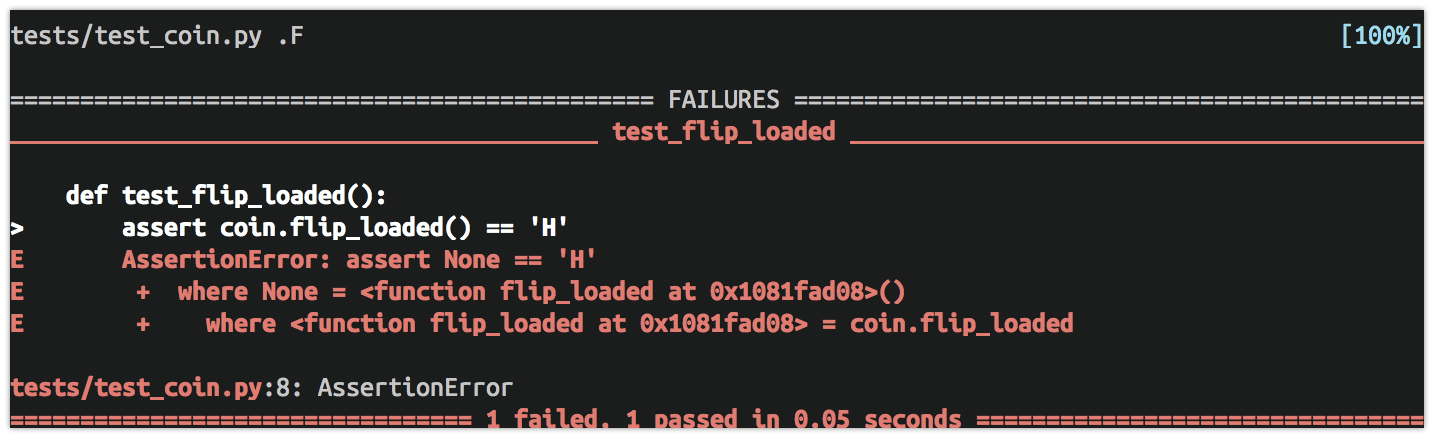 tests/test_coin.py .F [100%]
=============================================== FAILURES ==============================================
__________________________________________ test_flip_loaded _________________________________________
    def test_flip_loaded():
>       assert coin.flip_loaded() == 'H'
E       AssertionError: assert None == 'H'
E        +  where None = <function flip_loaded at 0x1081fad08>()
E        +    where <function flip_loaded at 0x1081fad08> = coin.flip_loaded
tests/test_coin.py:8: AssertionError
================================= 1 failed, 1 passed in 0.05 seconds ================================